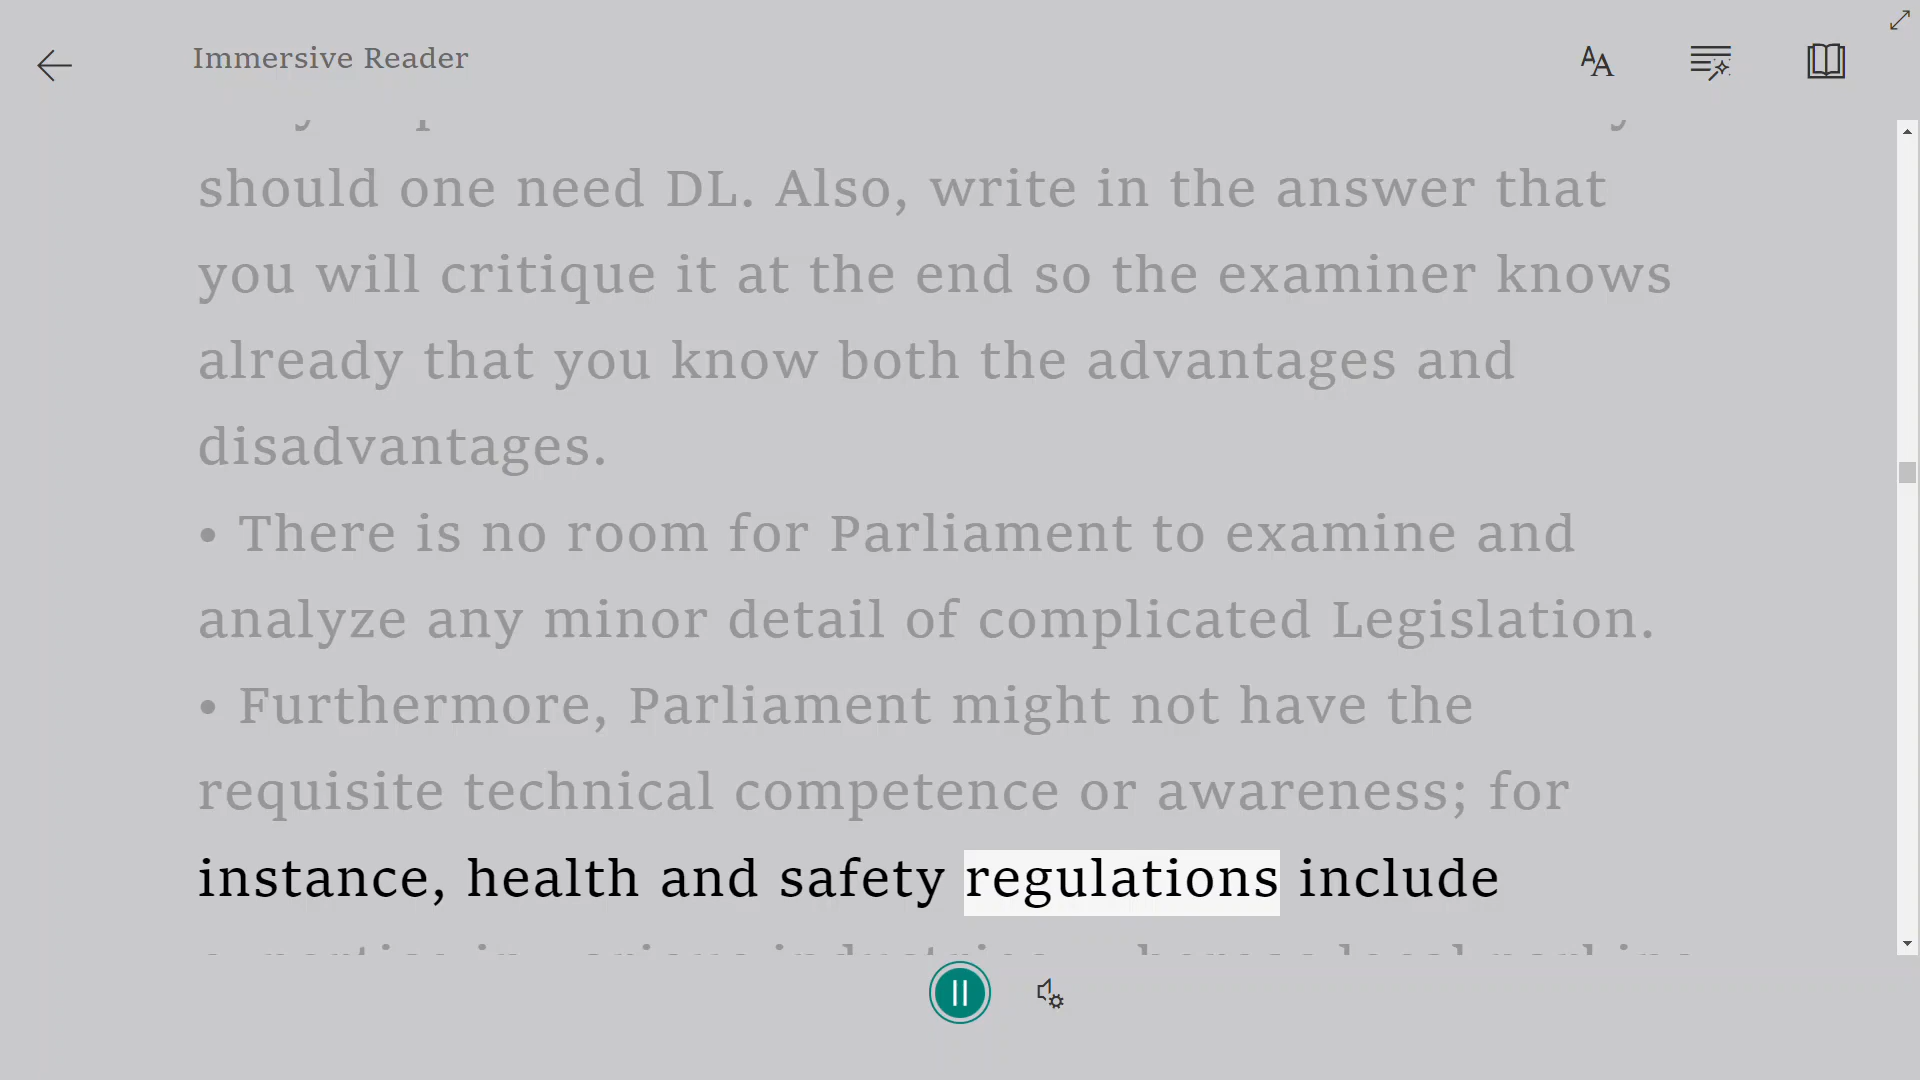 Immersive Reader
should one need DL. Also, write in the answer that
you will critique it at the end so the examiner knows
already that you know both the advantages and
disadvantages.
• There is no room for Parliament to examine and
analyze any minor detail of complicated Legislation.
• Furthermore, Parliament might not have the
requisite technical competence or awareness; for
instance, health and safety regulations include